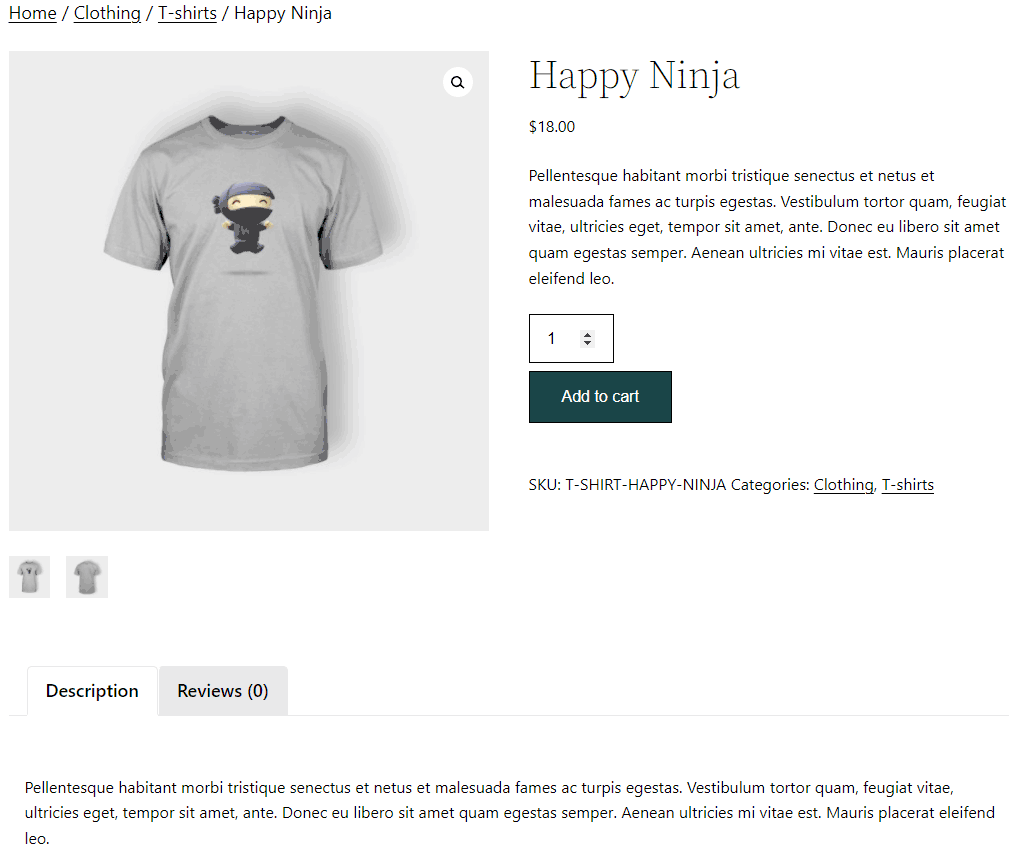 Home / Clothing / T-shirts / Happy Ninja
Happy Ninja
$18.00
Pellentesque habitant morbi tristique senectus et netus et
malesuada fames ac turpis egestas. Vestibulum tortor quam, feugiat
vitae, ultricies eget, tempor sit amet, ante. Donec eu libero sit amet
quam egestas semper. Aenean ultricies mi vitae est. Mauris placerat
eleifend leo.
1
Add to cart
SKU: T-SHIRT-HAPPY-NINJA Categories: Clothing, T-shirts
Description
Reviews (0)
Pellentesque habitant morbi tristique senectus et netus et malesuada fames ac turpis egestas. Vestibulum tortor quam, feugiat vitae,
ultricies eget, tempor sit amet, ante. Donec eu libero sit amet quam egestas semper. Aenean ultricies mi vitae est. Mauris placerat eleifend
leo.